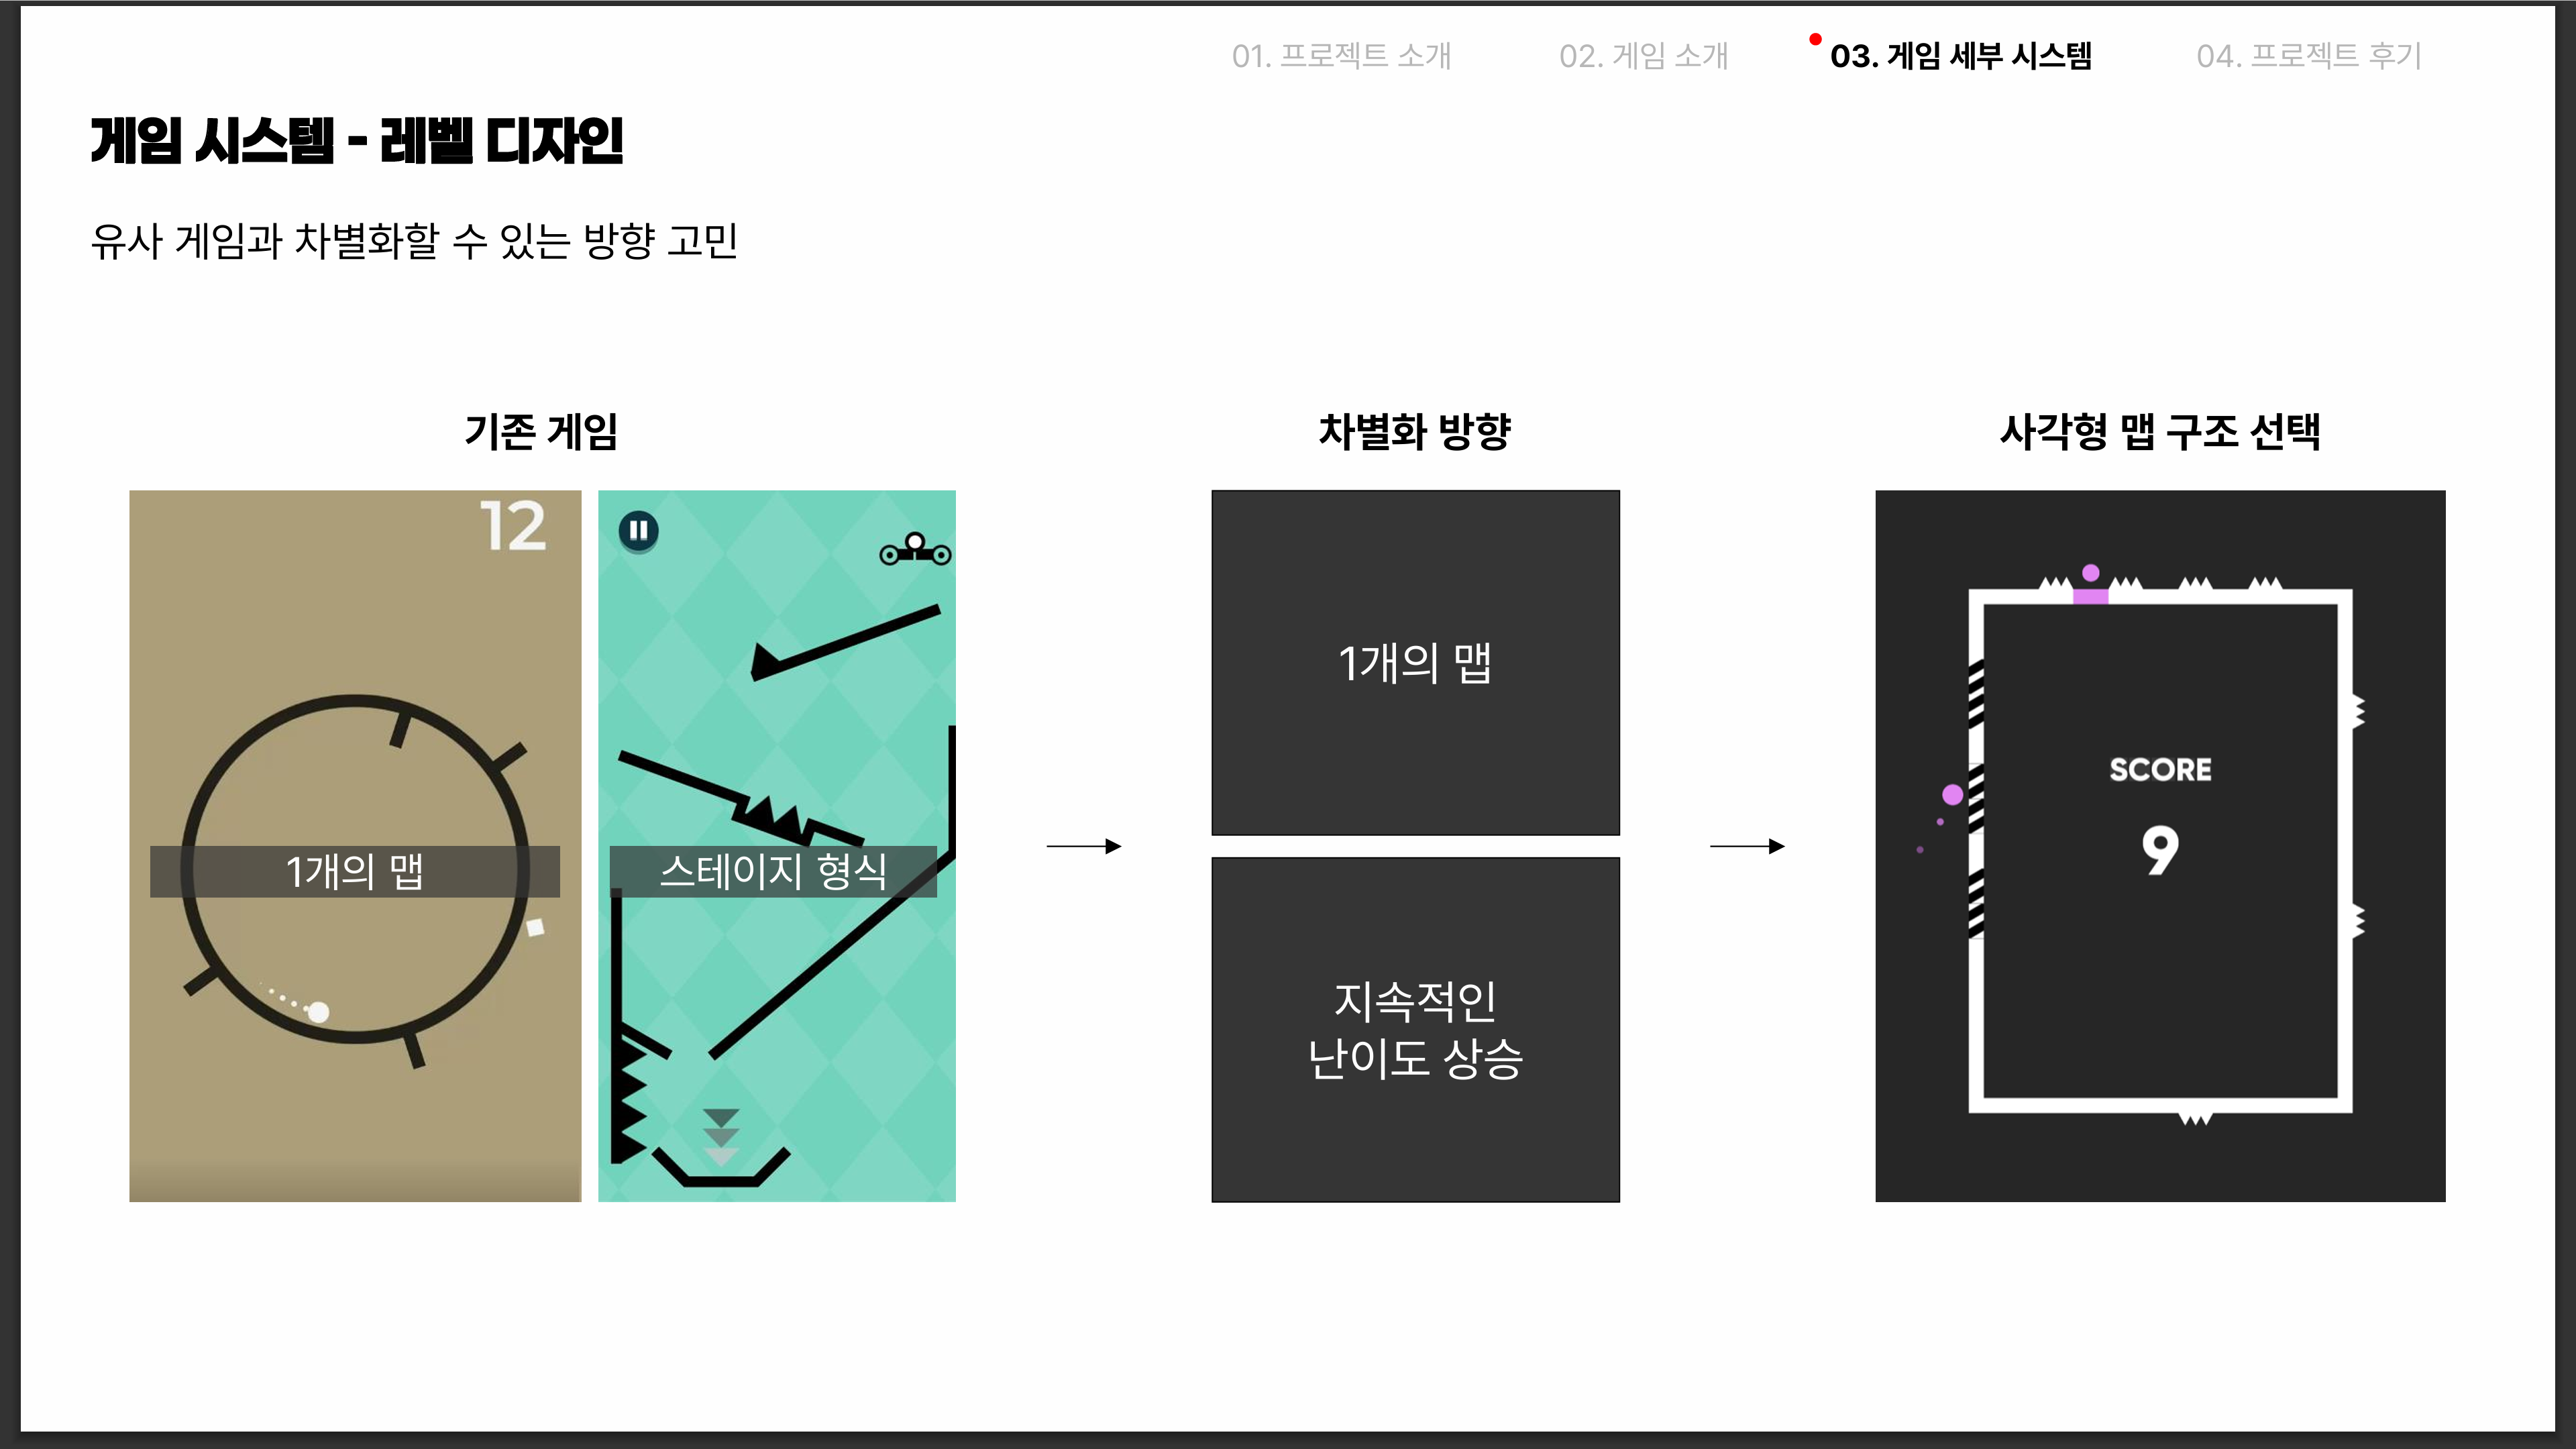 01. 프로젝트 소개
02. 게임 소개
03. 게임 세부 시스템
04. 프로젝트 후기
게임 시스템 - 레벨 디자인
유사 게임과 차별화할 수 있는 방향 고민
기존 게임
12
1개의 맵
스테이지 형식
차별화 방향
1개의 맵
지속적인
난이도 상승
사각형 맵 구조 선택
SCORE
9